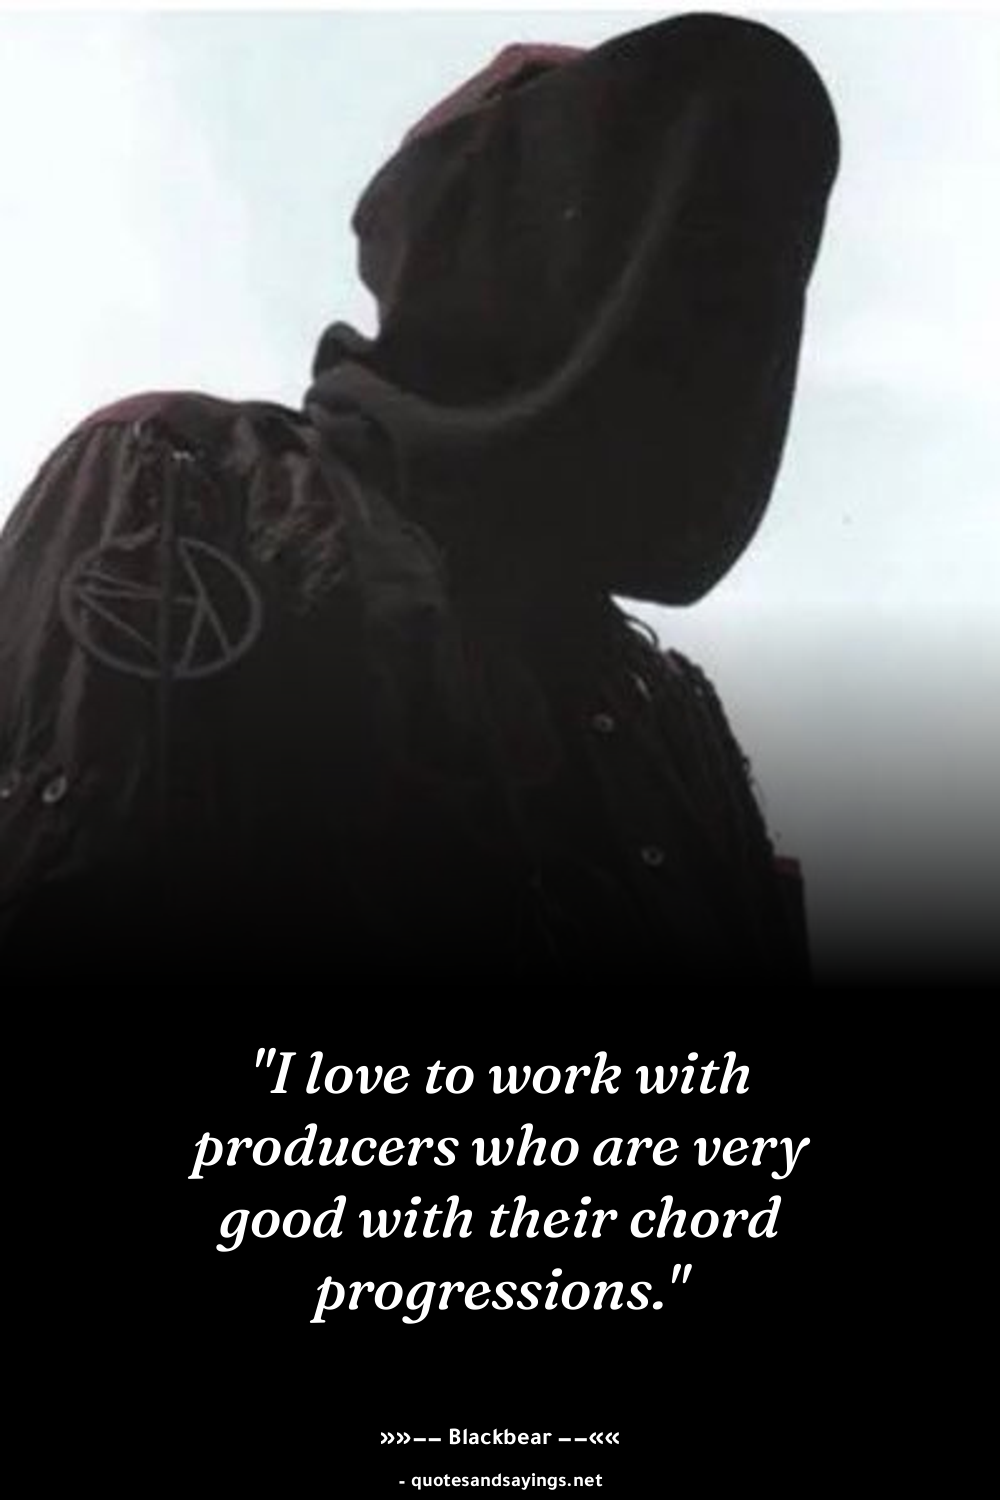 "I love to work with
producers who are very
good with their chord
progressions."
»»–– Blackbear ––««
- quotesandsayings.net